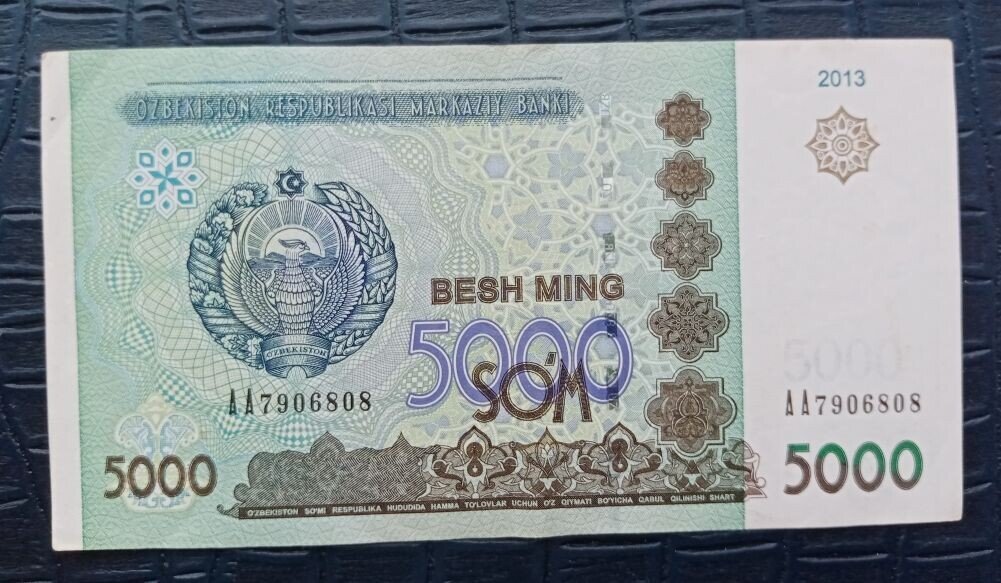 2013
O'ZBEKISTON RESPUBLIKASI MARKAZIY BANKI
BESH MING
5000
SO'M
O'ZBEKISTON
AA7906808
AA7906808
5000
5000
5000
O'ZBEKISTON SO'MI RESPUBLIKA HUDUDIDA HAMMA TO'LOVLAR UCHUN O'Z QIYMATI BO'YICHA QABUL QILINISHI SHART